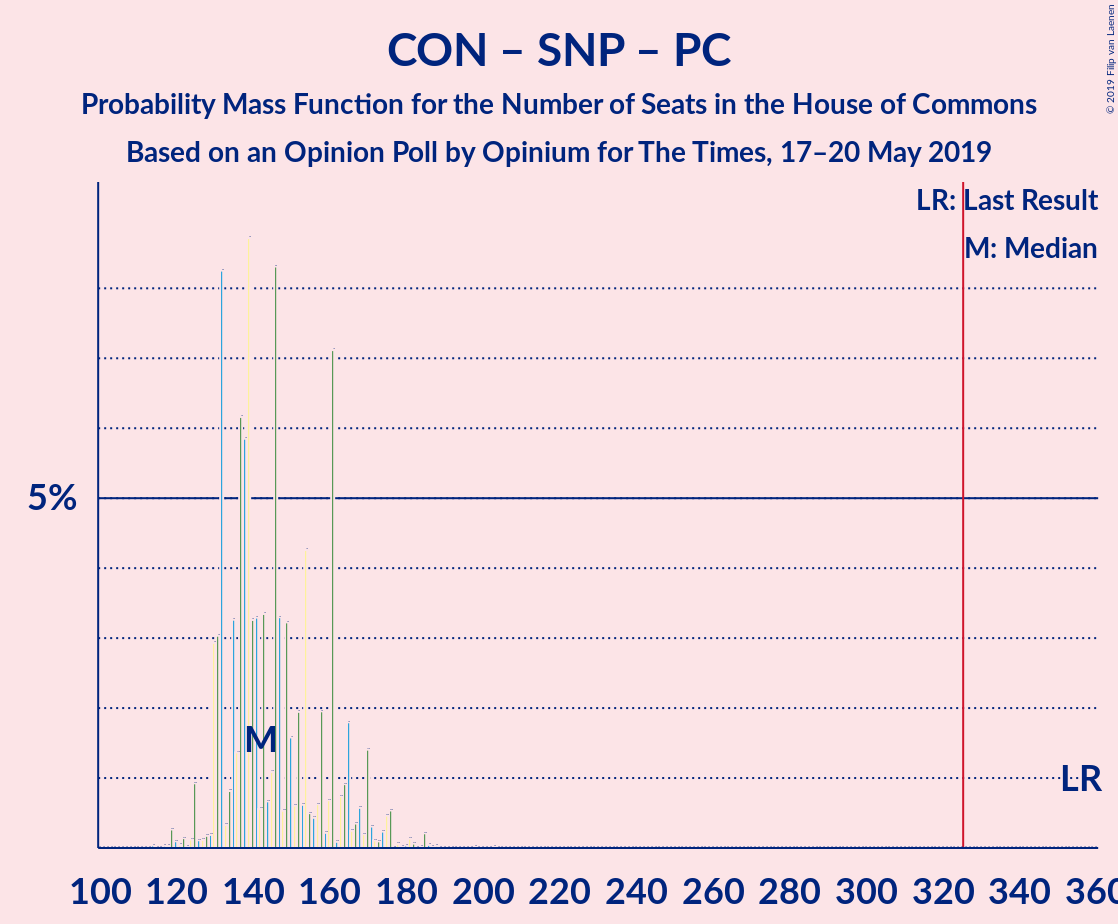 CON – SNP – PC
Probability Mass Function for the Number of Seats in the House of Commons
Based on an Opinion Poll by Opinium for The Times, 17–20 May 2019
© 2019 Filip van Laenen
LR: Last Result
M: Median
5%
M
LR
100 120 140 160 180 200 220 240 260 280 300 320 340 360